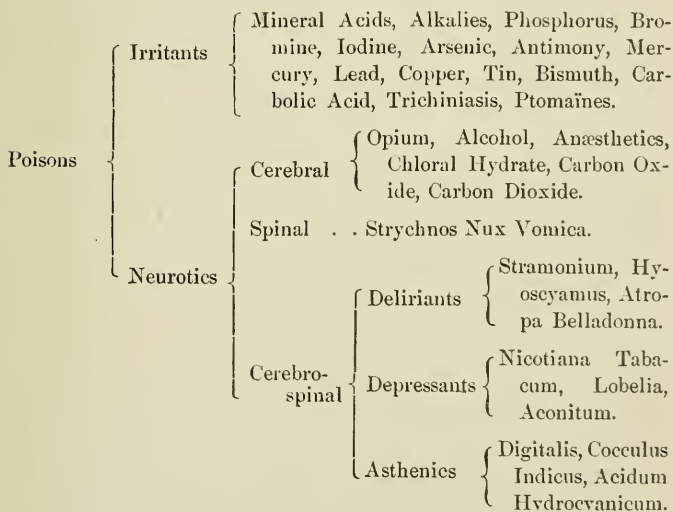 Mineral Acids, Alkalies, Phosphorus, Bro-
Irritants mine, Iodine, Arsenic, Antimony, Mer-
cury, Lead, Copper, Tin, Bismuth, Car-
bolic Acid, Trichiniasis, Ptomaïnes.
Poisons
Opium, Alcohol, Anæsthetics,
Cerebral Chloral Hydrate, Carbon Ox-
ide, Carbon Dioxide.
Spinal . . Strychnos Nux Vomica.
Neurotics
Stramonium, Hy-
Deliriants oscyamus, Atro-
pa Belladonna.
Cerebro-
spinal
Nicotiana Taba-
Depressants cum, Lobelia,
Aconitum.
Digitalis, Cocculus
Asthenics Indicus, Acidum
Hydrocyanicum.